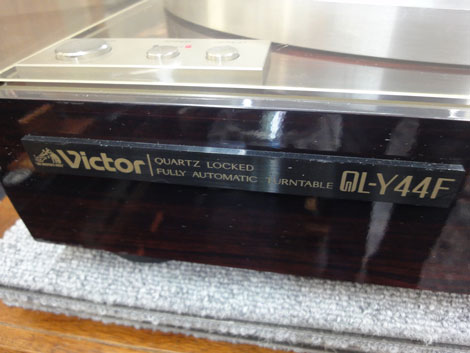 Victor
QUARTZ LOCKED
FULLY AUTOMATIC TURNTABLE
QL-Y44F